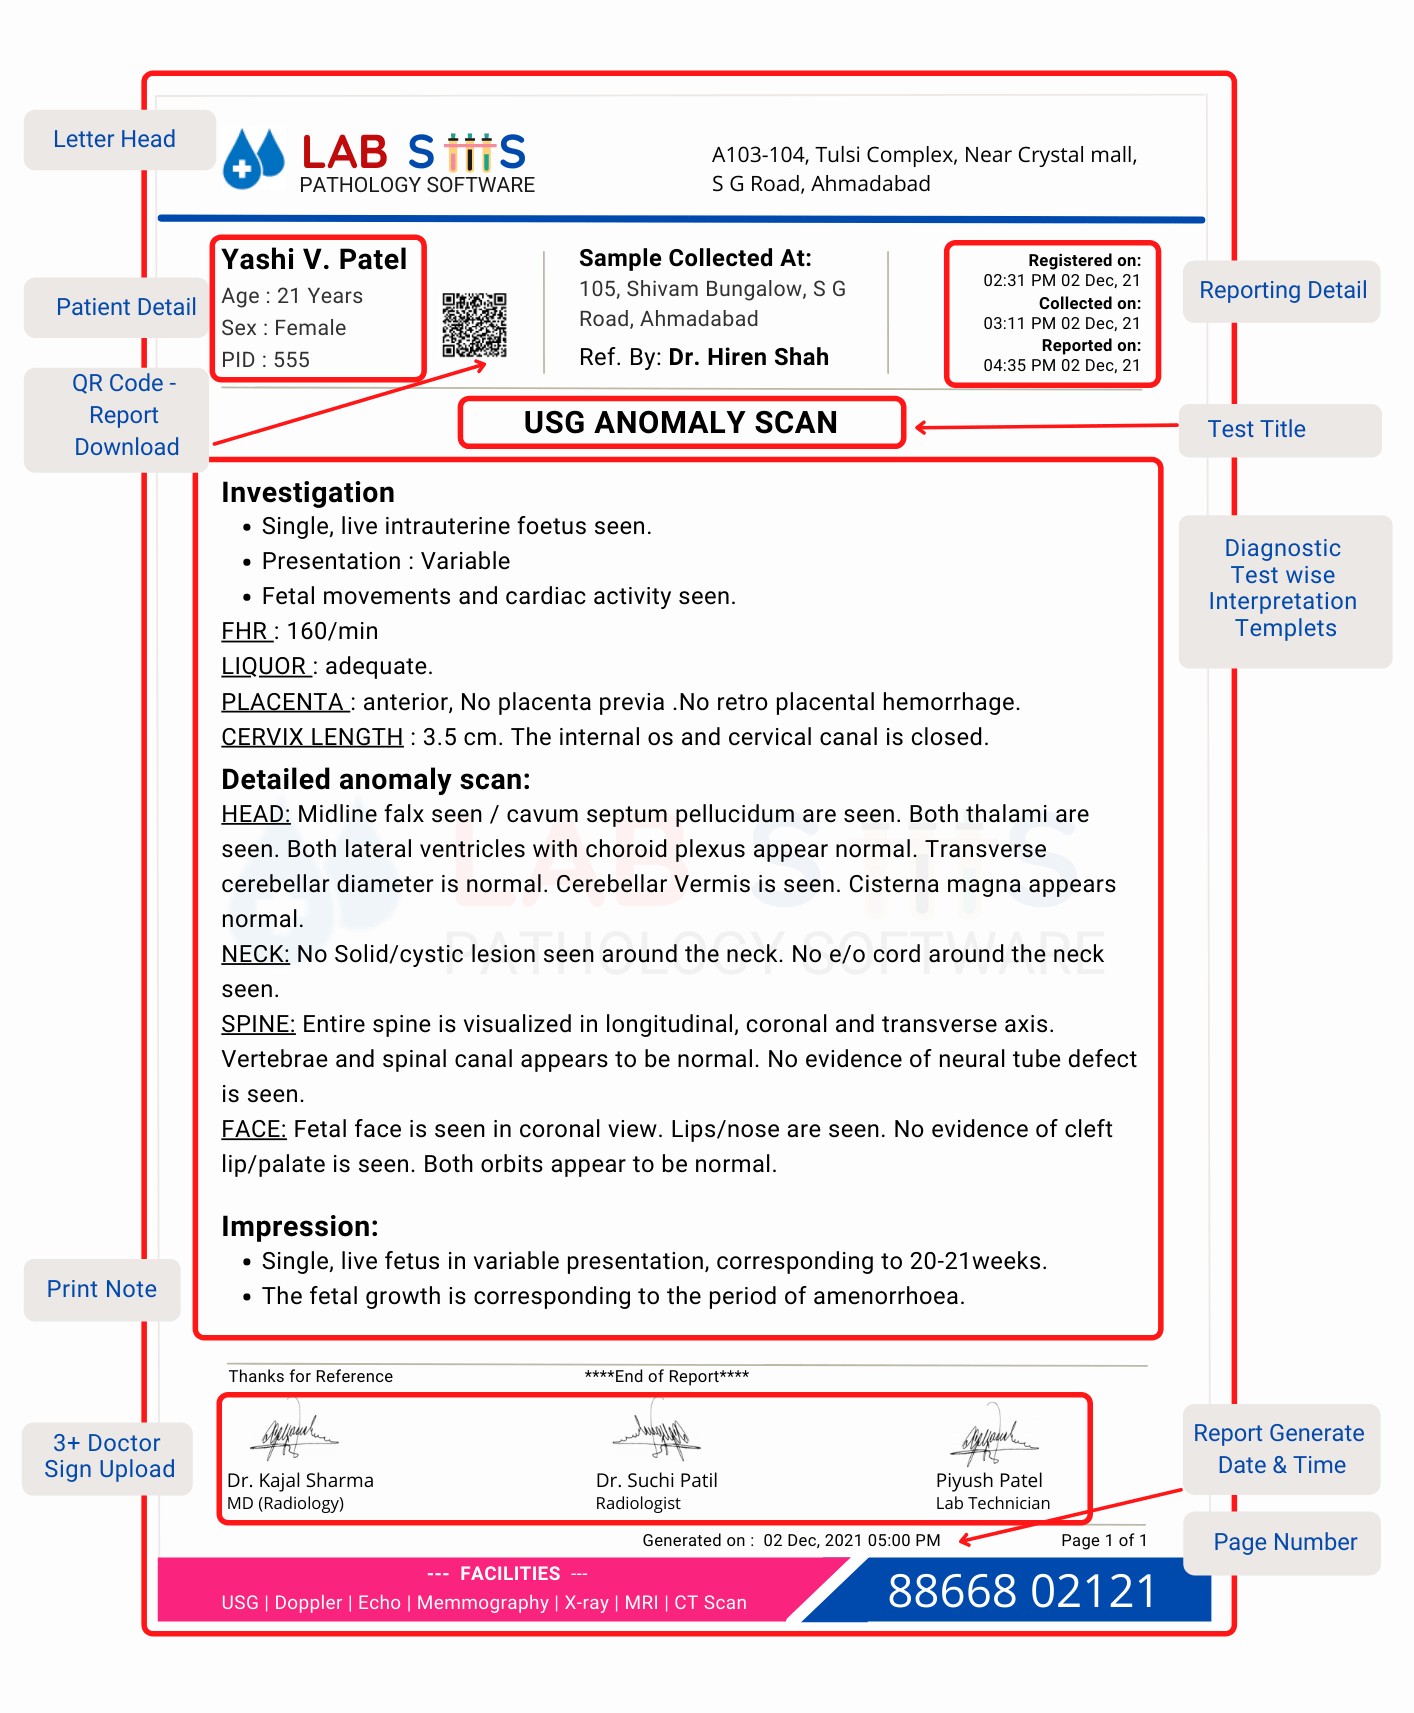 Letter Head
LAB S S
PATHOLOGY SOFTWARE
A103-104, Tulsi Complex, Near Crystal mall,
S G Road, Ahmadabad
Yashi V. Patel
Age : 21 Years
Sex : Female
PID : 555
Sample Collected At:
105, Shivam Bungalow, S G
Road, Ahmadabad
Ref. By: Dr. Hiren Shah
Registered on:
02:31 PM 02 Dec, 21
Collected on:
03:11 PM 02 Dec, 21
Reported on:
04:35 PM 02 Dec, 21
Patient Detail
Reporting Detail
QR Code -
Report
Download
USG ANOMALY SCAN
Test Title
Investigation
• Single, live intrauterine foetus seen.
• Presentation : Variable
• Fetal movements and cardiac activity seen.
FHR : 160/min
LIQUOR : adequate.
PLACENTA : anterior, No placenta previa .No retro placental hemorrhage.
CERVIX LENGTH : 3.5 cm. The internal os and cervical canal is closed.
Diagnostic
Test wise
Interpretation
Templets
Detailed anomaly scan:
HEAD: Midline falx seen / cavum septum pellucidum are seen. Both thalami are
seen. Both lateral ventricles with choroid plexus appear normal. Transverse
cerebellar diameter is normal. Cerebellar Vermis is seen. Cisterna magna appears
normal.
NECK: No Solid/cystic lesion seen around the neck. No e/o cord around the neck
seen.
SPINE: Entire spine is visualized in longitudinal, coronal and transverse axis.
Vertebrae and spinal canal appears to be normal. No evidence of neural tube defect
is seen.
FACE: Fetal face is seen in coronal view. Lips/nose are seen. No evidence of cleft
lip/palate is seen. Both orbits appear to be normal.
LAB S S
PATHOLOGY SOFTWARE
Impression:
• Single, live fetus in variable presentation, corresponding to 20-21weeks.
• The fetal growth is corresponding to the period of amenorrhoea.
Print Note
Thanks for Reference
****End of Report****
3+ Doctor
Sign Upload
Dr. Kajal Sharma
MD (Radiology)
Dr. Suchi Patil
Radiologist
Piyush Patel
Lab Technician
Report Generate
Date & Time
Generated on : 02 Dec, 2021 05:00 PM
Page 1 of 1
Page Number
--- FACILITIES ---
USG | Doppler | Echo | Memmography | X-ray | MRI | CT Scan
88668 02121